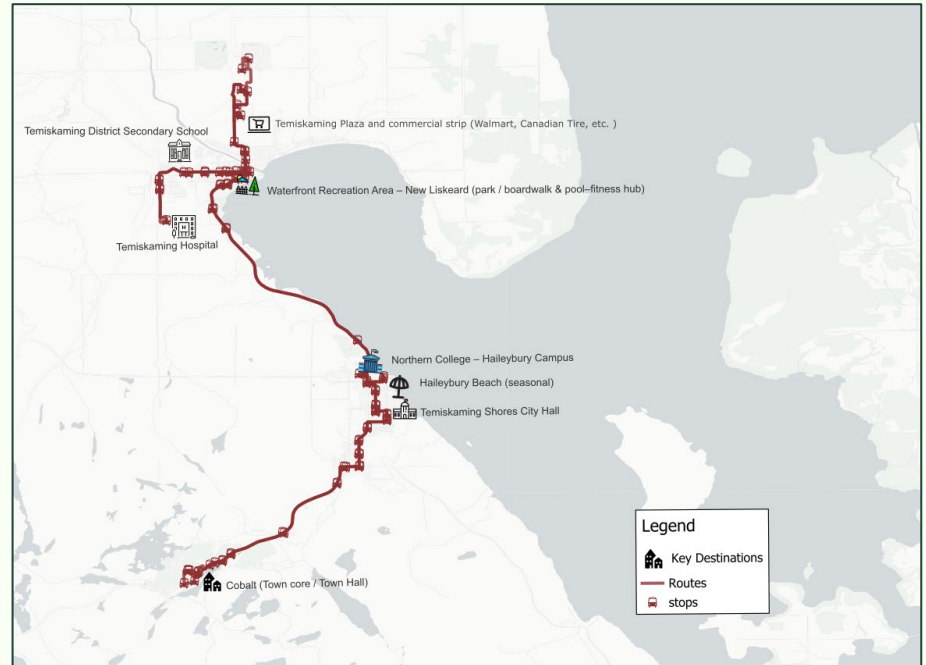 Temiskaming Plaza and commercial strip (Walmart, Canadian Tire, etc. )
Temiskaming District Secondary School
Waterfront Recreation Area – New Liskeard (park / boardwalk & pool–fitness hub)
H
Temiskaming Hospital
Northern College – Haileybury Campus
Haileybury Beach (seasonal)
Temiskaming Shores City Hall
Cobalt (Town core / Town Hall)
Legend
Key Destinations
Routes
stops